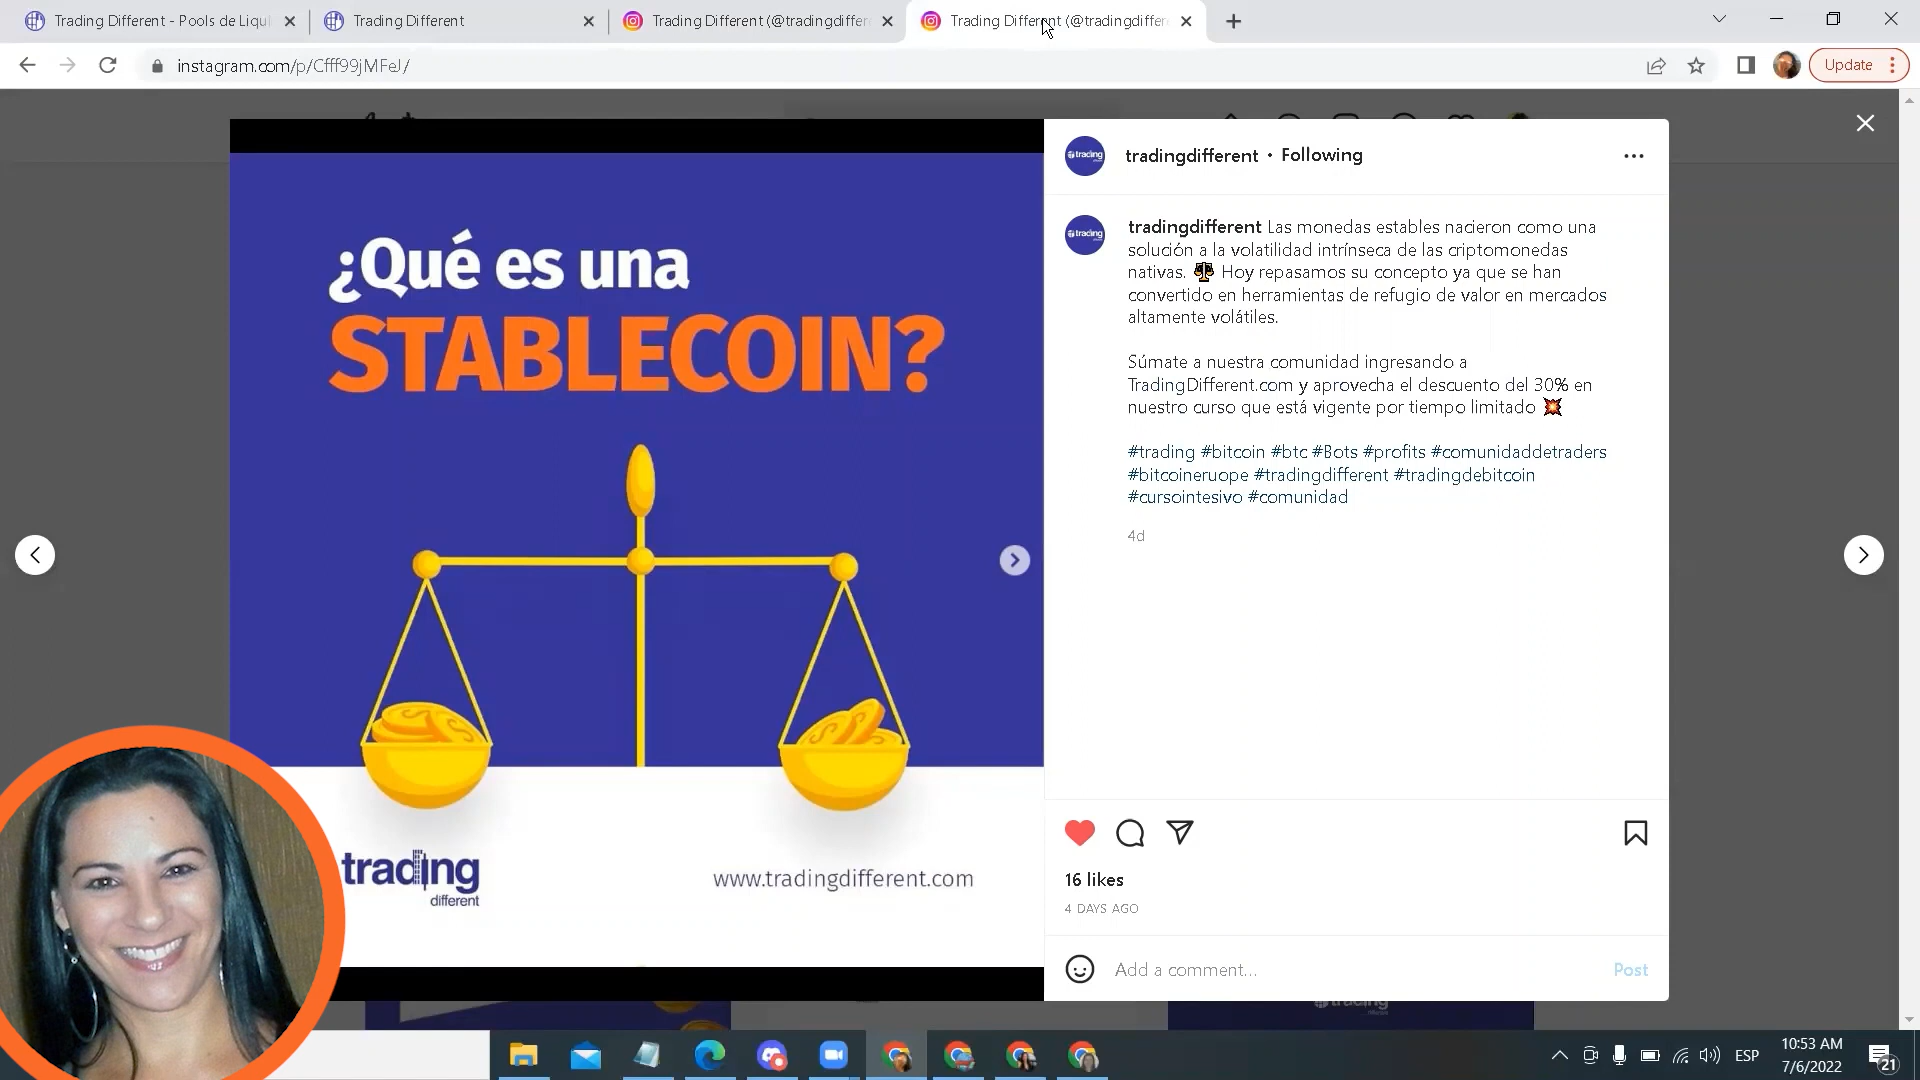 Trading Different - Pools de Liqui
Trading Different
Trading Different (@tradingdiffer
Trading Different (@tradingdiffere
instagram.com/p/Cfff99jMFeJ/
Update
tradingdifferent • Following
¿Qué es una
STABLECOIN?
trading
different
www.tradingdifferent.com
tradingdifferent Las monedas estables nacieron como una
solución a la volatilidad intrínseca de las criptomonedas
nativas. Hoy repasamos su concepto ya que se han
convertido en herramientas de refugio de valor en mercados
altamente volátiles.
Súmate a nuestra comunidad ingresando a
TradingDifferent.com y aprovecha el descuento del 30% en
nuestro curso que está vigente por tiempo limitado
#trading #bitcoin #btc #Bots #profits #comunidaddetraders
#bitcoineruope #tradingdifferent #tradingdebitcoin
#cursointesivo #comunidad
4d
16 likes
4 DAYS AGO
Add a comment...
Post
ESP
10:53 AM
7/6/2022
21